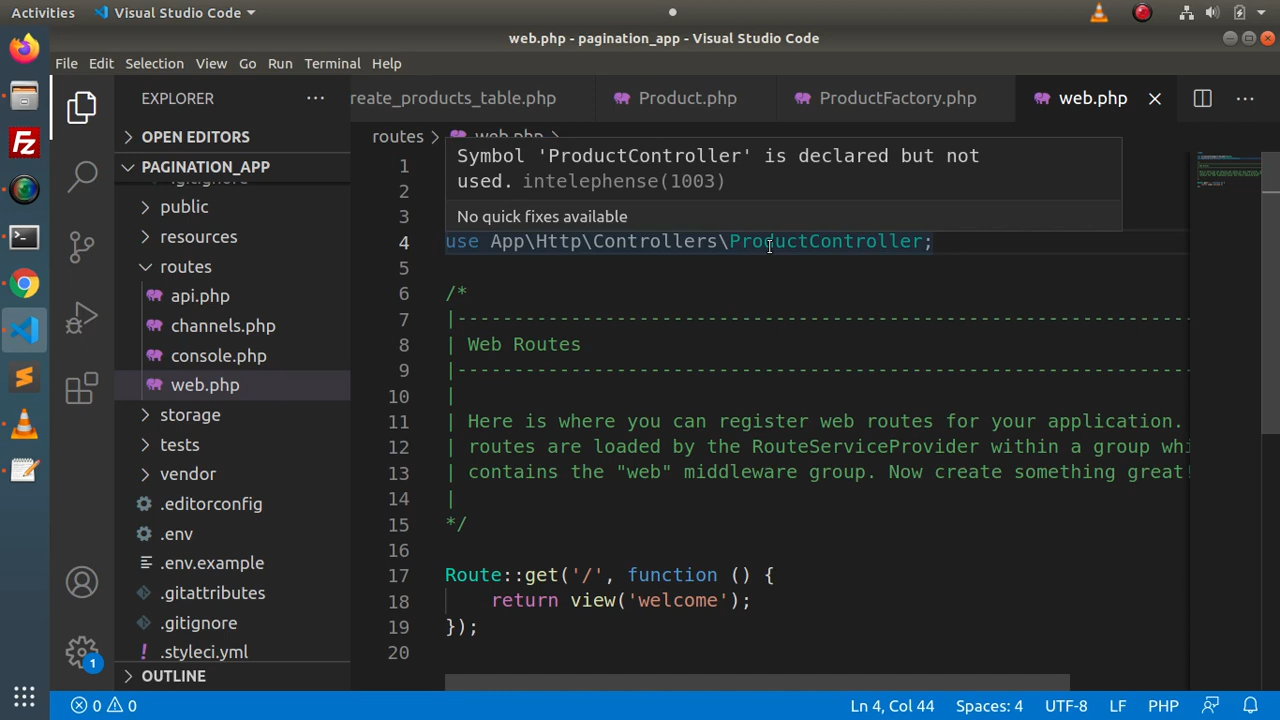 Activities
Visual Studio Code
web.php - pagination_app - Visual Studio Code
File Edit Selection View Go Run Terminal Help
EXPLORER
reate_products_table.php
Product.php
ProductFactory.php
web.php
OPEN EDITORS
PAGINATION_APP
public
resources
routes
api.php
channels.php
console.php
web.php
storage
tests
vendor
.editorconfig
.env
.env.example
.gitattributes
.gitignore
.styleci.yml
OUTLINE
routes > web.php >
Symbol 'ProductController' is declared but not
used. intelephense(1003)
No quick fixes available
1
2
3
4 use App\Http\Controllers\ProductController;
5
6 /*
7 |-----------------------------------------------------------------
8 | Web Routes
9 |-----------------------------------------------------------------
10 |
11 | Here is where you can register web routes for your application.
12 | routes are loaded by the RouteServiceProvider within a group whi
13 | contains the "web" middleware group. Now create something great!
14 |
15 */
16
17 Route::get('/', function () {
18 return view('welcome');
19 });
20
1
0 0
Ln 4, Col 44
Spaces: 4
UTF-8
LF
PHP